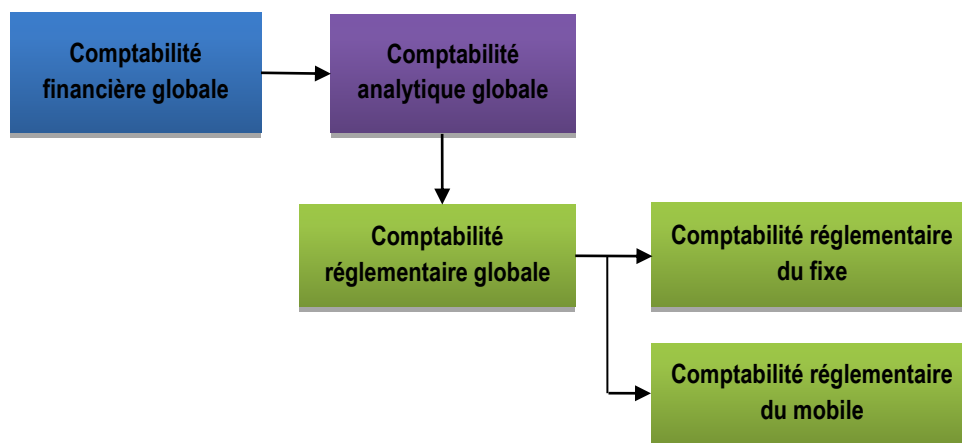 Comptabilité
financière globale
Comptabilité
analytique globale
Comptabilité
réglementaire globale
Comptabilité réglementaire
du fixe
Comptabilité réglementaire
du mobile